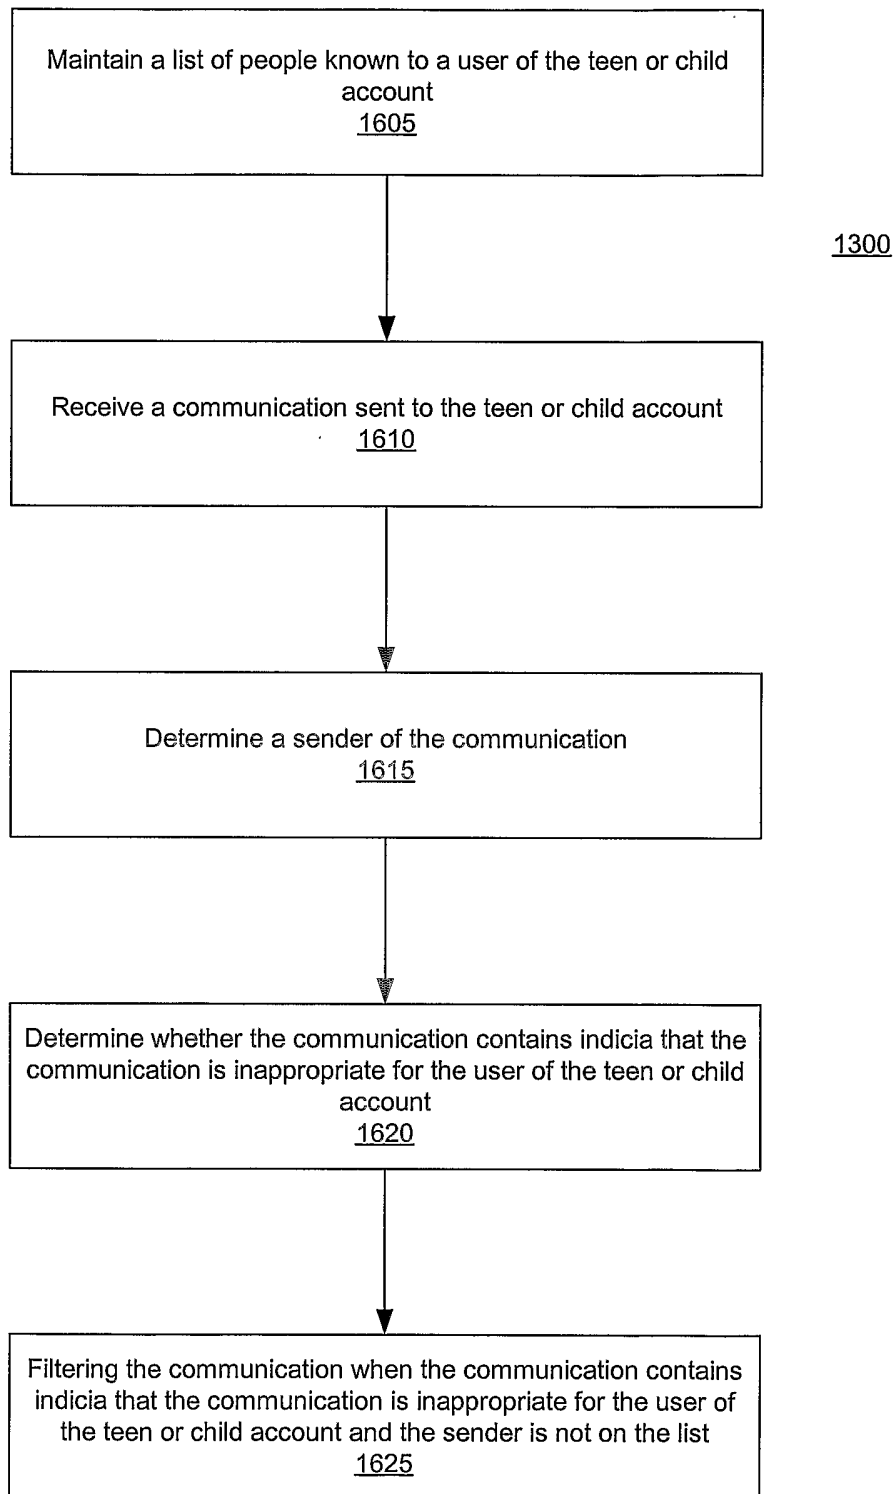 Maintain a list of people known to a user of the teen or child
account
1605
1300
Receive a communication sent to the teen or child account
1610
Determine a sender of the communication
1615
Determine whether the communication contains indicia that the
communication is inappropriate for the user of the teen or child
account
1620
Filtering the communication when the communication contains
indicia that the communication is inappropriate for the user of
the teen or child account and the sender is not on the list
1625